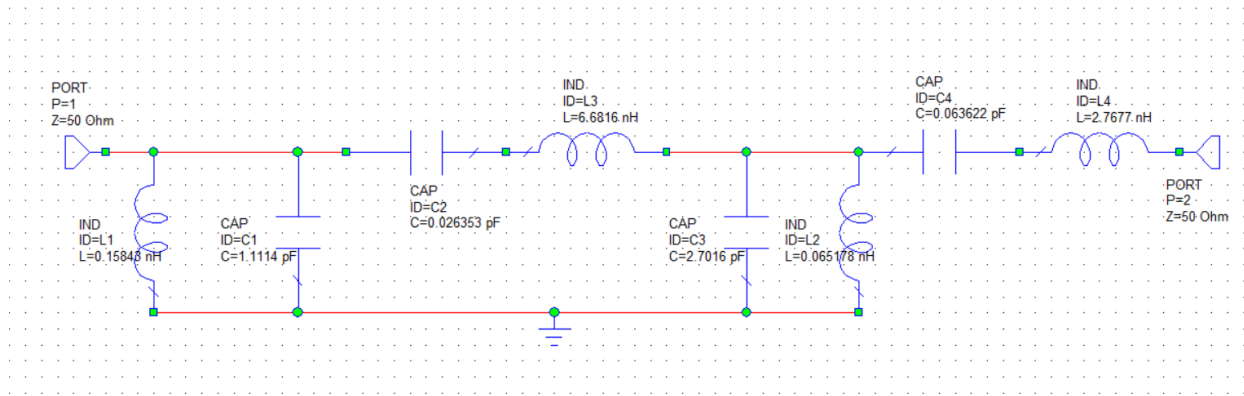 PORT
P=1
Z=50 Ohm
IND
ID=L1
L=0.15843 nH
CAP
ID=C1
C=1.1114 pF
CAP
ID=C2
C=0.026353 pF
IND
ID=L3
L=6.6816 nH
CAP
ID=C3
C=2.7016 pF
IND
ID=L2
L=0.065178 nH
CAP
ID=C4
C=0.063622 pF
IND
ID=L4
L=2.7677 nH
PORT
P=2
Z=50 Ohm